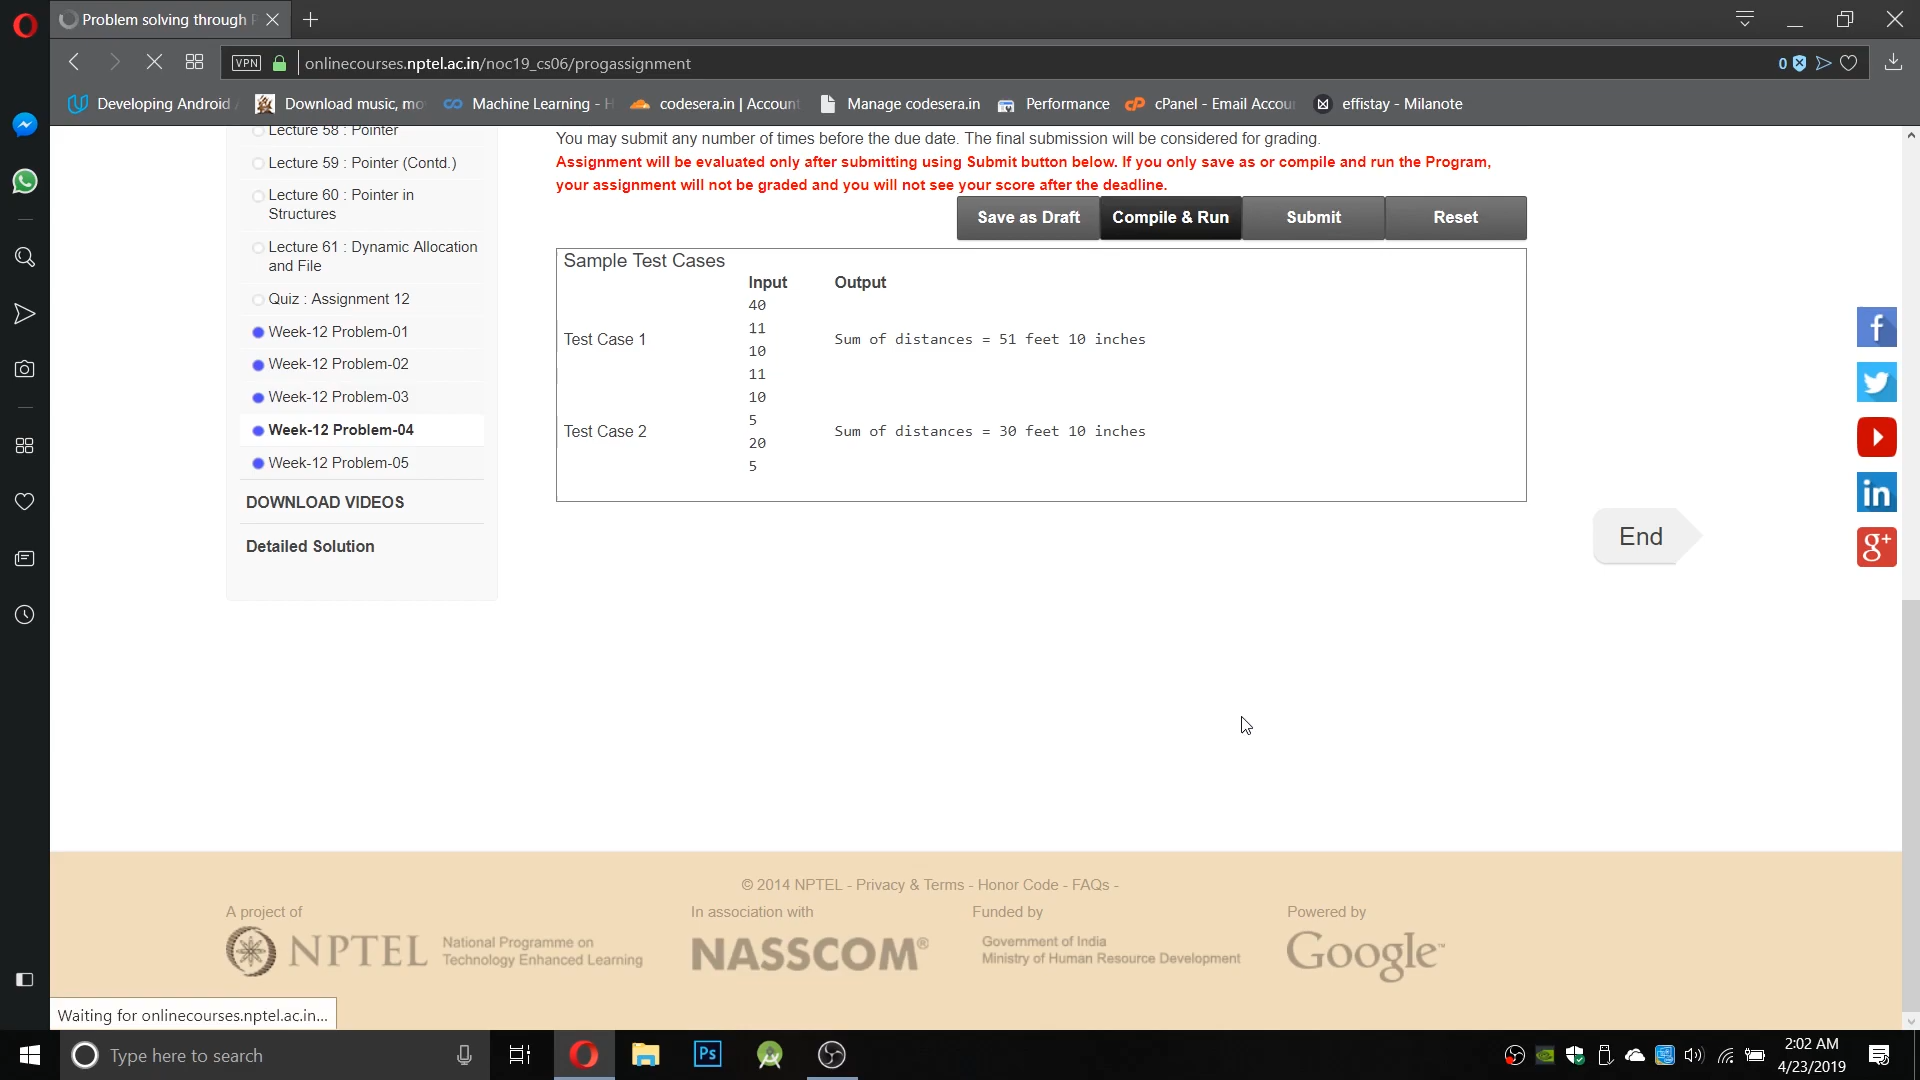 Problem solving through P
VPN
onlinecourses.nptel.ac.in/noc19_cs06/progassignment
0
Developing Android
Download music, mo
Machine Learning - H
codesera.in | Account
Manage codesera.in
Performance
cPanel - Email Accou
effistay - Milanote
Lecture 58 : Pointer
Lecture 59 : Pointer (Contd.)
Lecture 60 : Pointer in
Structures
Lecture 61 : Dynamic Allocation
and File
Quiz : Assignment 12
Week-12 Problem-01
Week-12 Problem-02
Week-12 Problem-03
Week-12 Problem-04
Week-12 Problem-05
DOWNLOAD VIDEOS
Detailed Solution
You may submit any number of times before the due date. The final submission will be considered for grading.
Assignment will be evaluated only after submitting using Submit button below. If you only save as or compile and run the Program,
your assignment will not be graded and you will not see your score after the deadline.
Save as Draft
Compile & Run
Submit
Reset
Sample Test Cases
Input
Output
Test Case 1
40
11
10
11
Sum of distances = 51 feet 10 inches
Test Case 2
10
5
20
5
Sum of distances = 30 feet 10 inches
End
f
in
g+
© 2014 NPTEL - Privacy & Terms - Honor Code - FAQs -
A project of
NPTEL
National Programme on
Technology Enhanced Learning
In association with
NASSCOM®
Funded by
Government of India
Ministry of Human Resource Development
Powered by
Google™
Waiting for onlinecourses.nptel.ac.in...
Type here to search
Ps
2:02 AM
4/23/2019